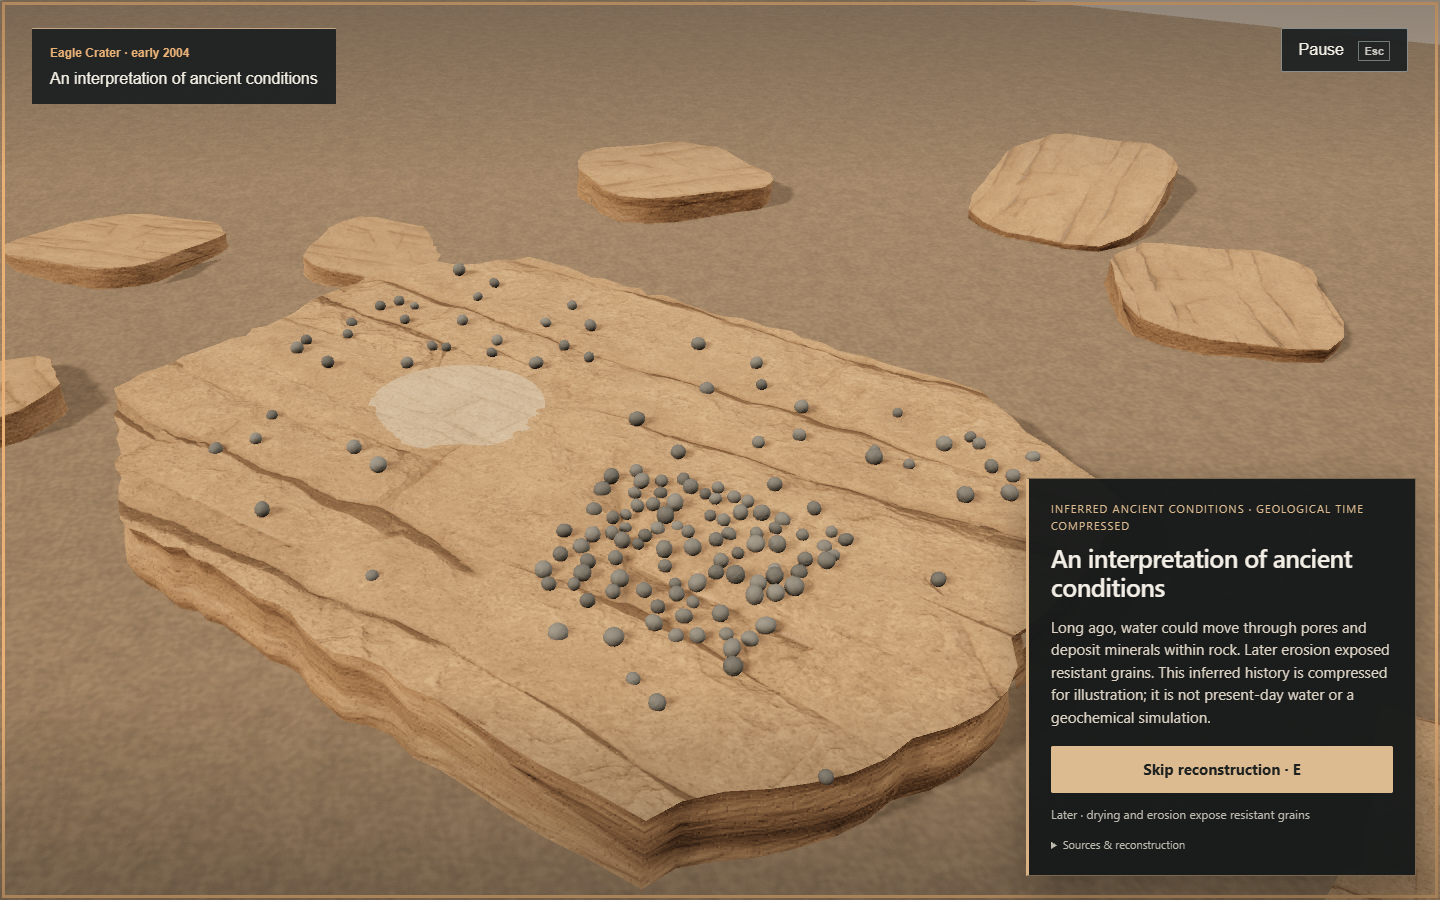 Eagle Crater · early 2004
An interpretation of ancient conditions
Pause Esc
INFERRED ANCIENT CONDITIONS · GEOLOGICAL TIME
COMPRESSED
An interpretation of ancient
conditions
Long ago, water could move through pores and
deposit minerals within rock. Later erosion exposed
resistant grains. This inferred history is compressed
for illustration; it is not present-day water or a
geochemical simulation.
Skip reconstruction · E
Later · drying and erosion expose resistant grains
▶ Sources & reconstruction